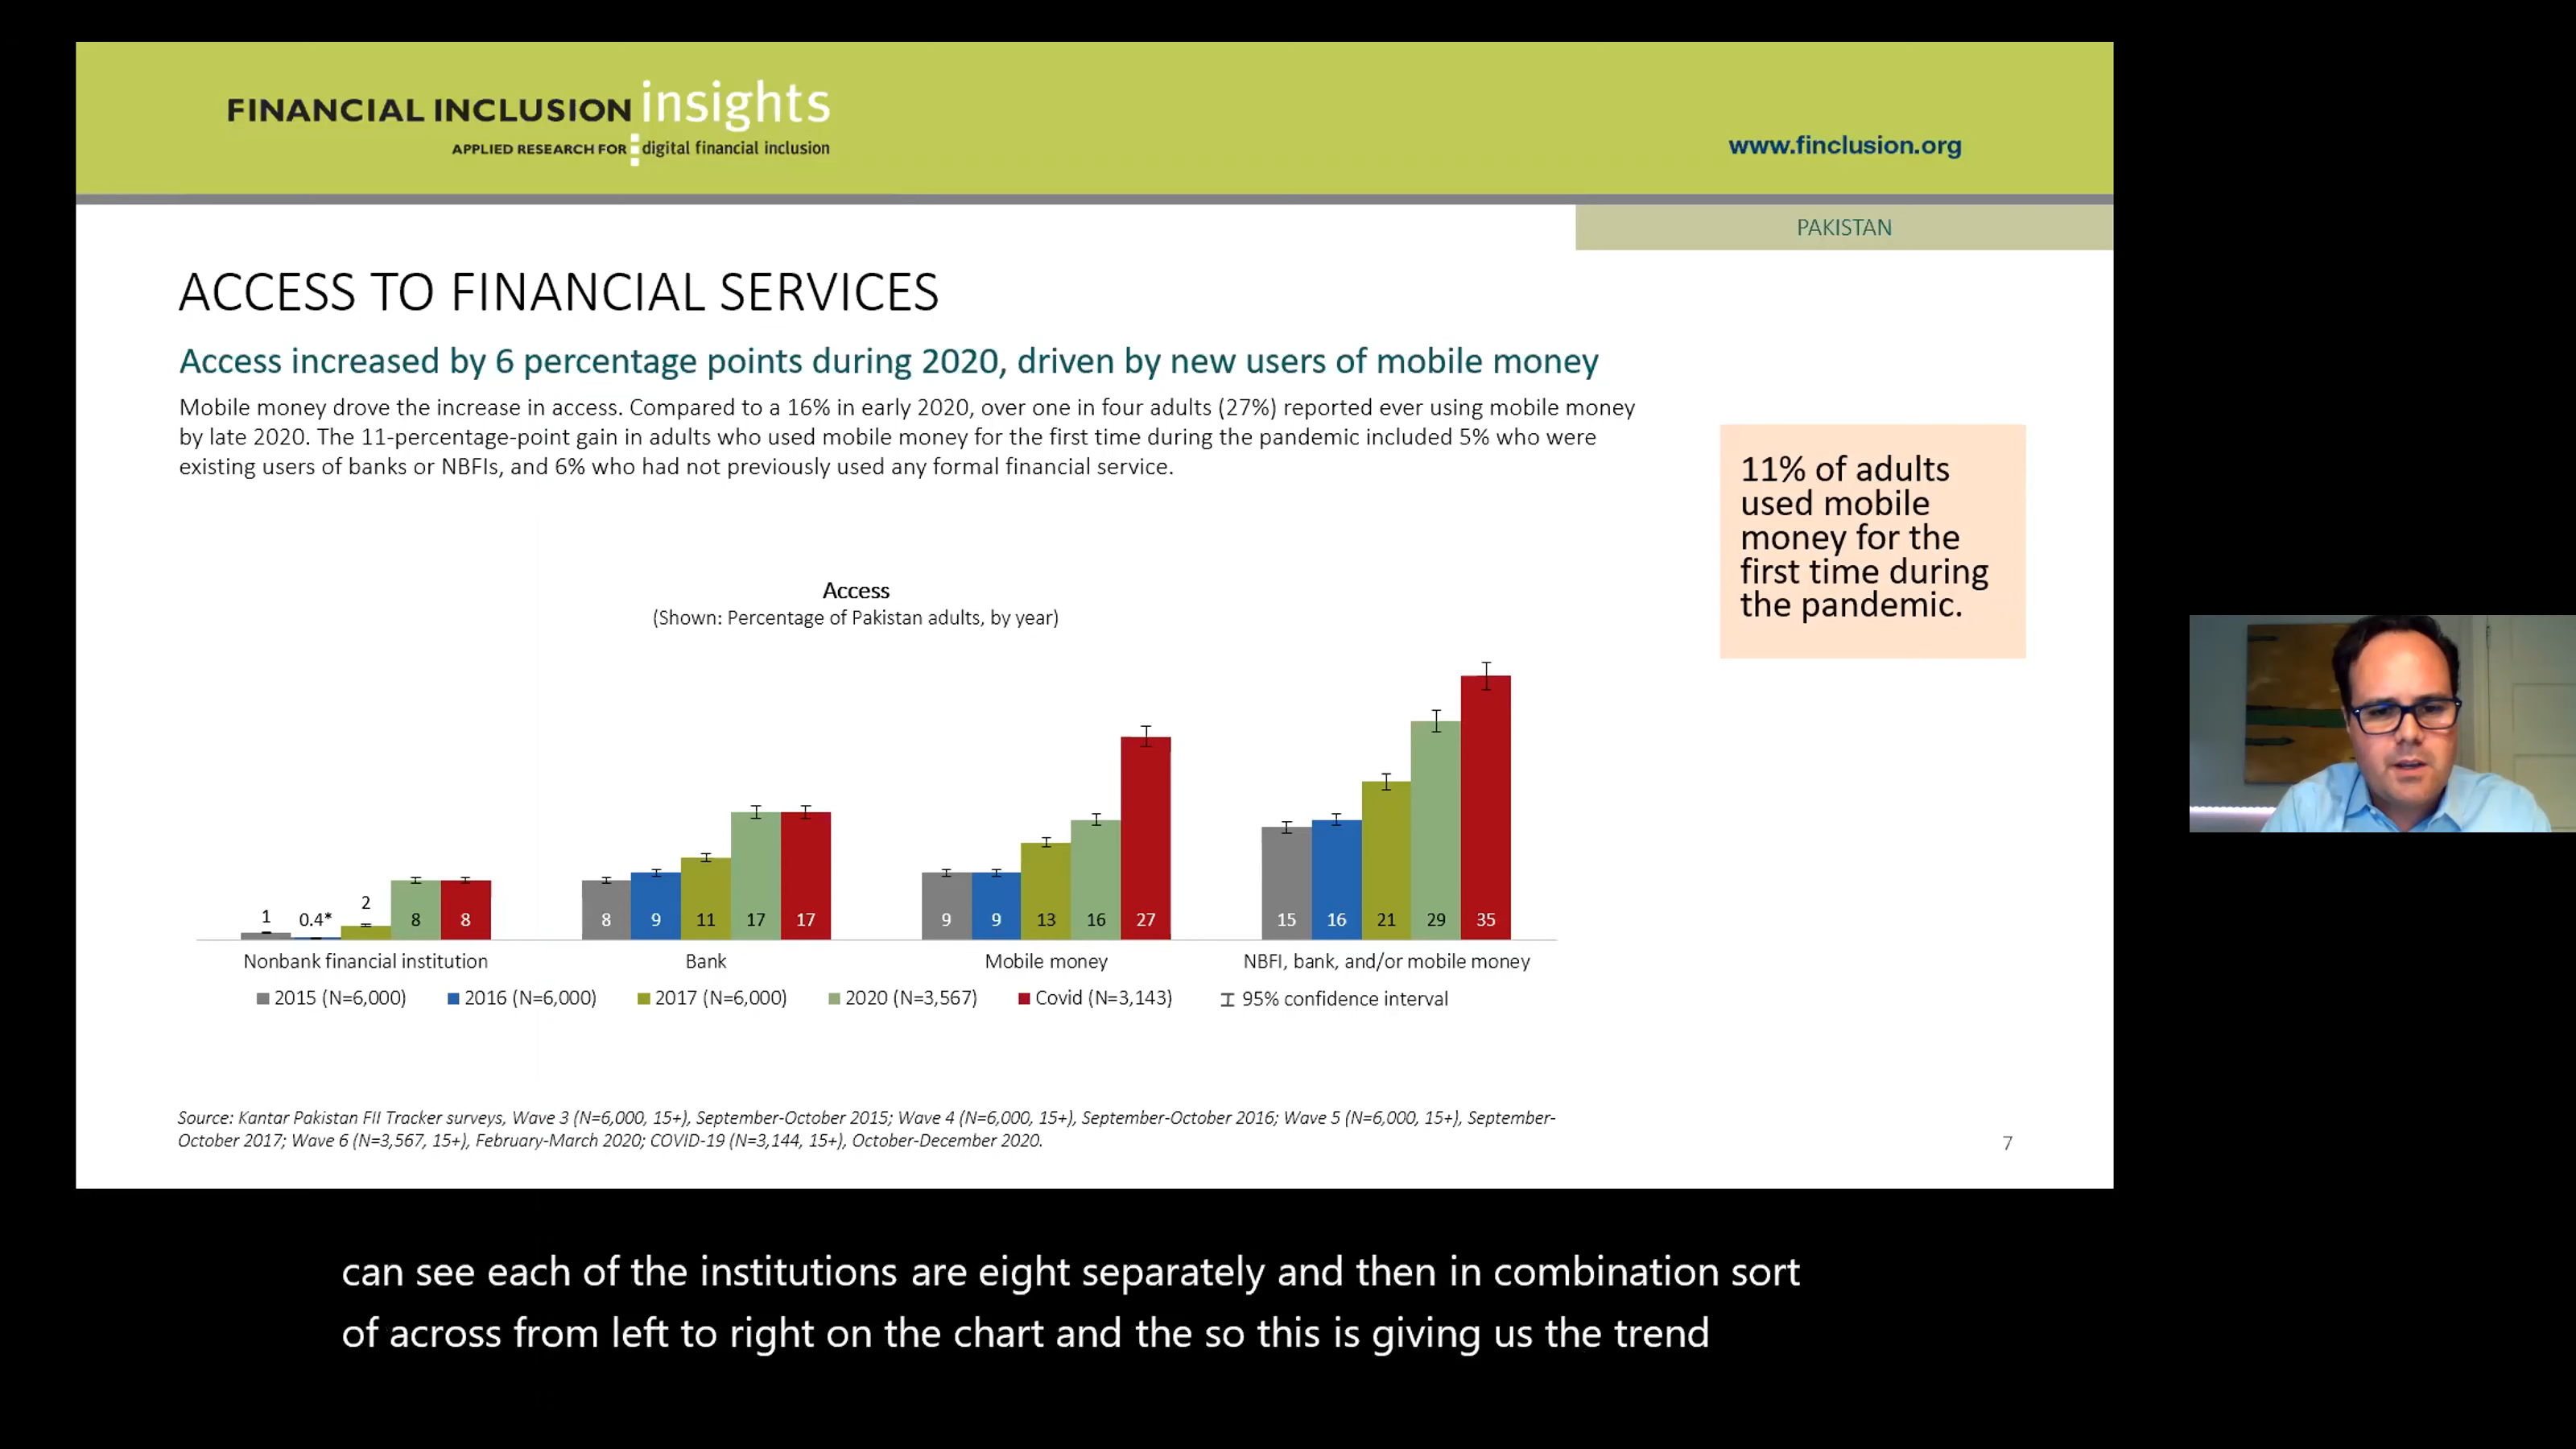 FINANCIAL INCLUSION insights
APPLIED RESEARCH FOR digital financial inclusion
www.finclusion.org
PAKISTAN
ACCESS TO FINANCIAL SERVICES
Access increased by 6 percentage points during 2020, driven by new users of mobile money
Mobile money drove the increase in access. Compared to a 16% in early 2020, over one in four adults (27%) reported ever using mobile money
by late 2020. The 11-percentage-point gain in adults who used mobile money for the first time during the pandemic included 5% who were
existing users of banks or NBFIs, and 6% who had not previously used any formal financial service.
11% of adults
used mobile
money for the
first time during
the pandemic.
Access
(Shown: Percentage of Pakistan adults, by year)
1 0.4* 2 8 8
8 9 11 17 17
9 9 13 16 27
15 16 21 29 35
Nonbank financial institution
Bank
Mobile money
NBFI, bank, and/or mobile money
2015 (N=6,000) 2016 (N=6,000) 2017 (N=6,000) 2020 (N=3,567) Covid (N=3,143) 95% confidence interval
Source: Kantar Pakistan FII Tracker surveys, Wave 3 (N=6,000, 15+), September-October 2015; Wave 4 (N=6,000, 15+), September-October 2016; Wave 5 (N=6,000, 15+), September-
October 2017; Wave 6 (N=3,567, 15+), February-March 2020; COVID-19 (N=3,144, 15+), October-December 2020.
7
can see each of the institutions are eight separately and then in combination sort
of across from left to right on the chart and the so this is giving us the trend